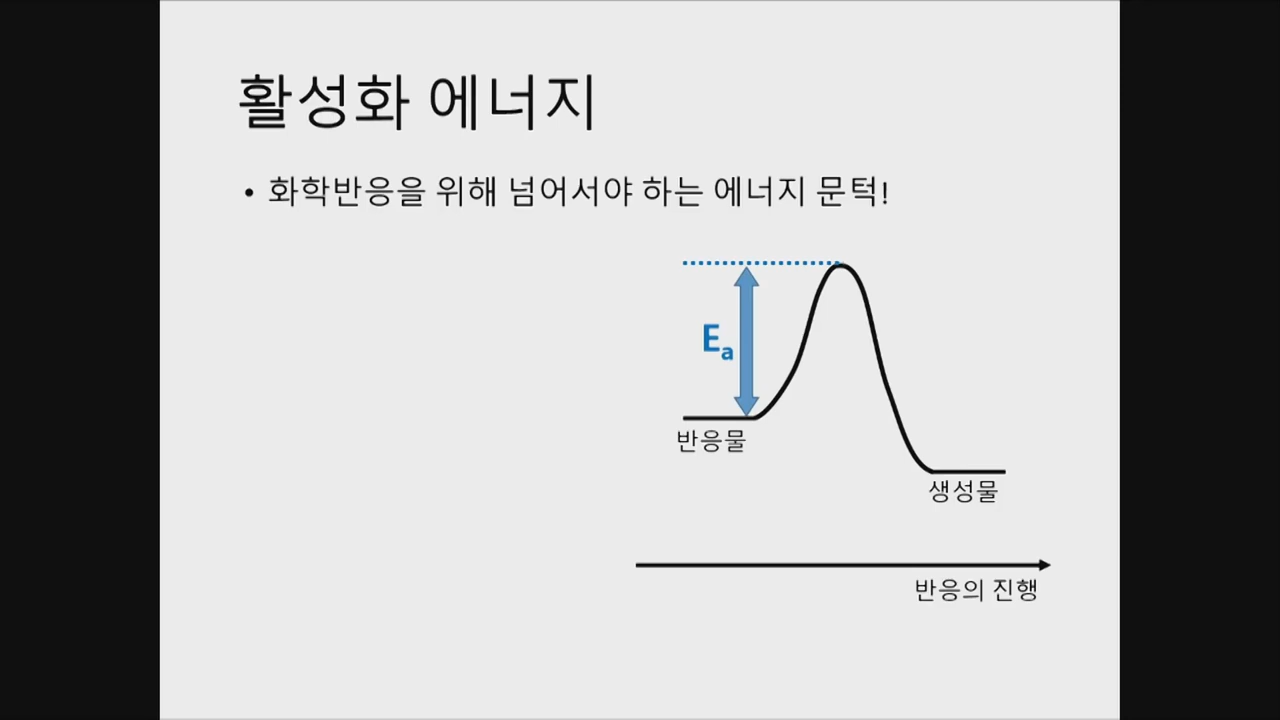 활성화 에너지
• 화학반응을 위해 넘어서야 하는 에너지 문턱!
Ea
반응물
생성물
반응의 진행